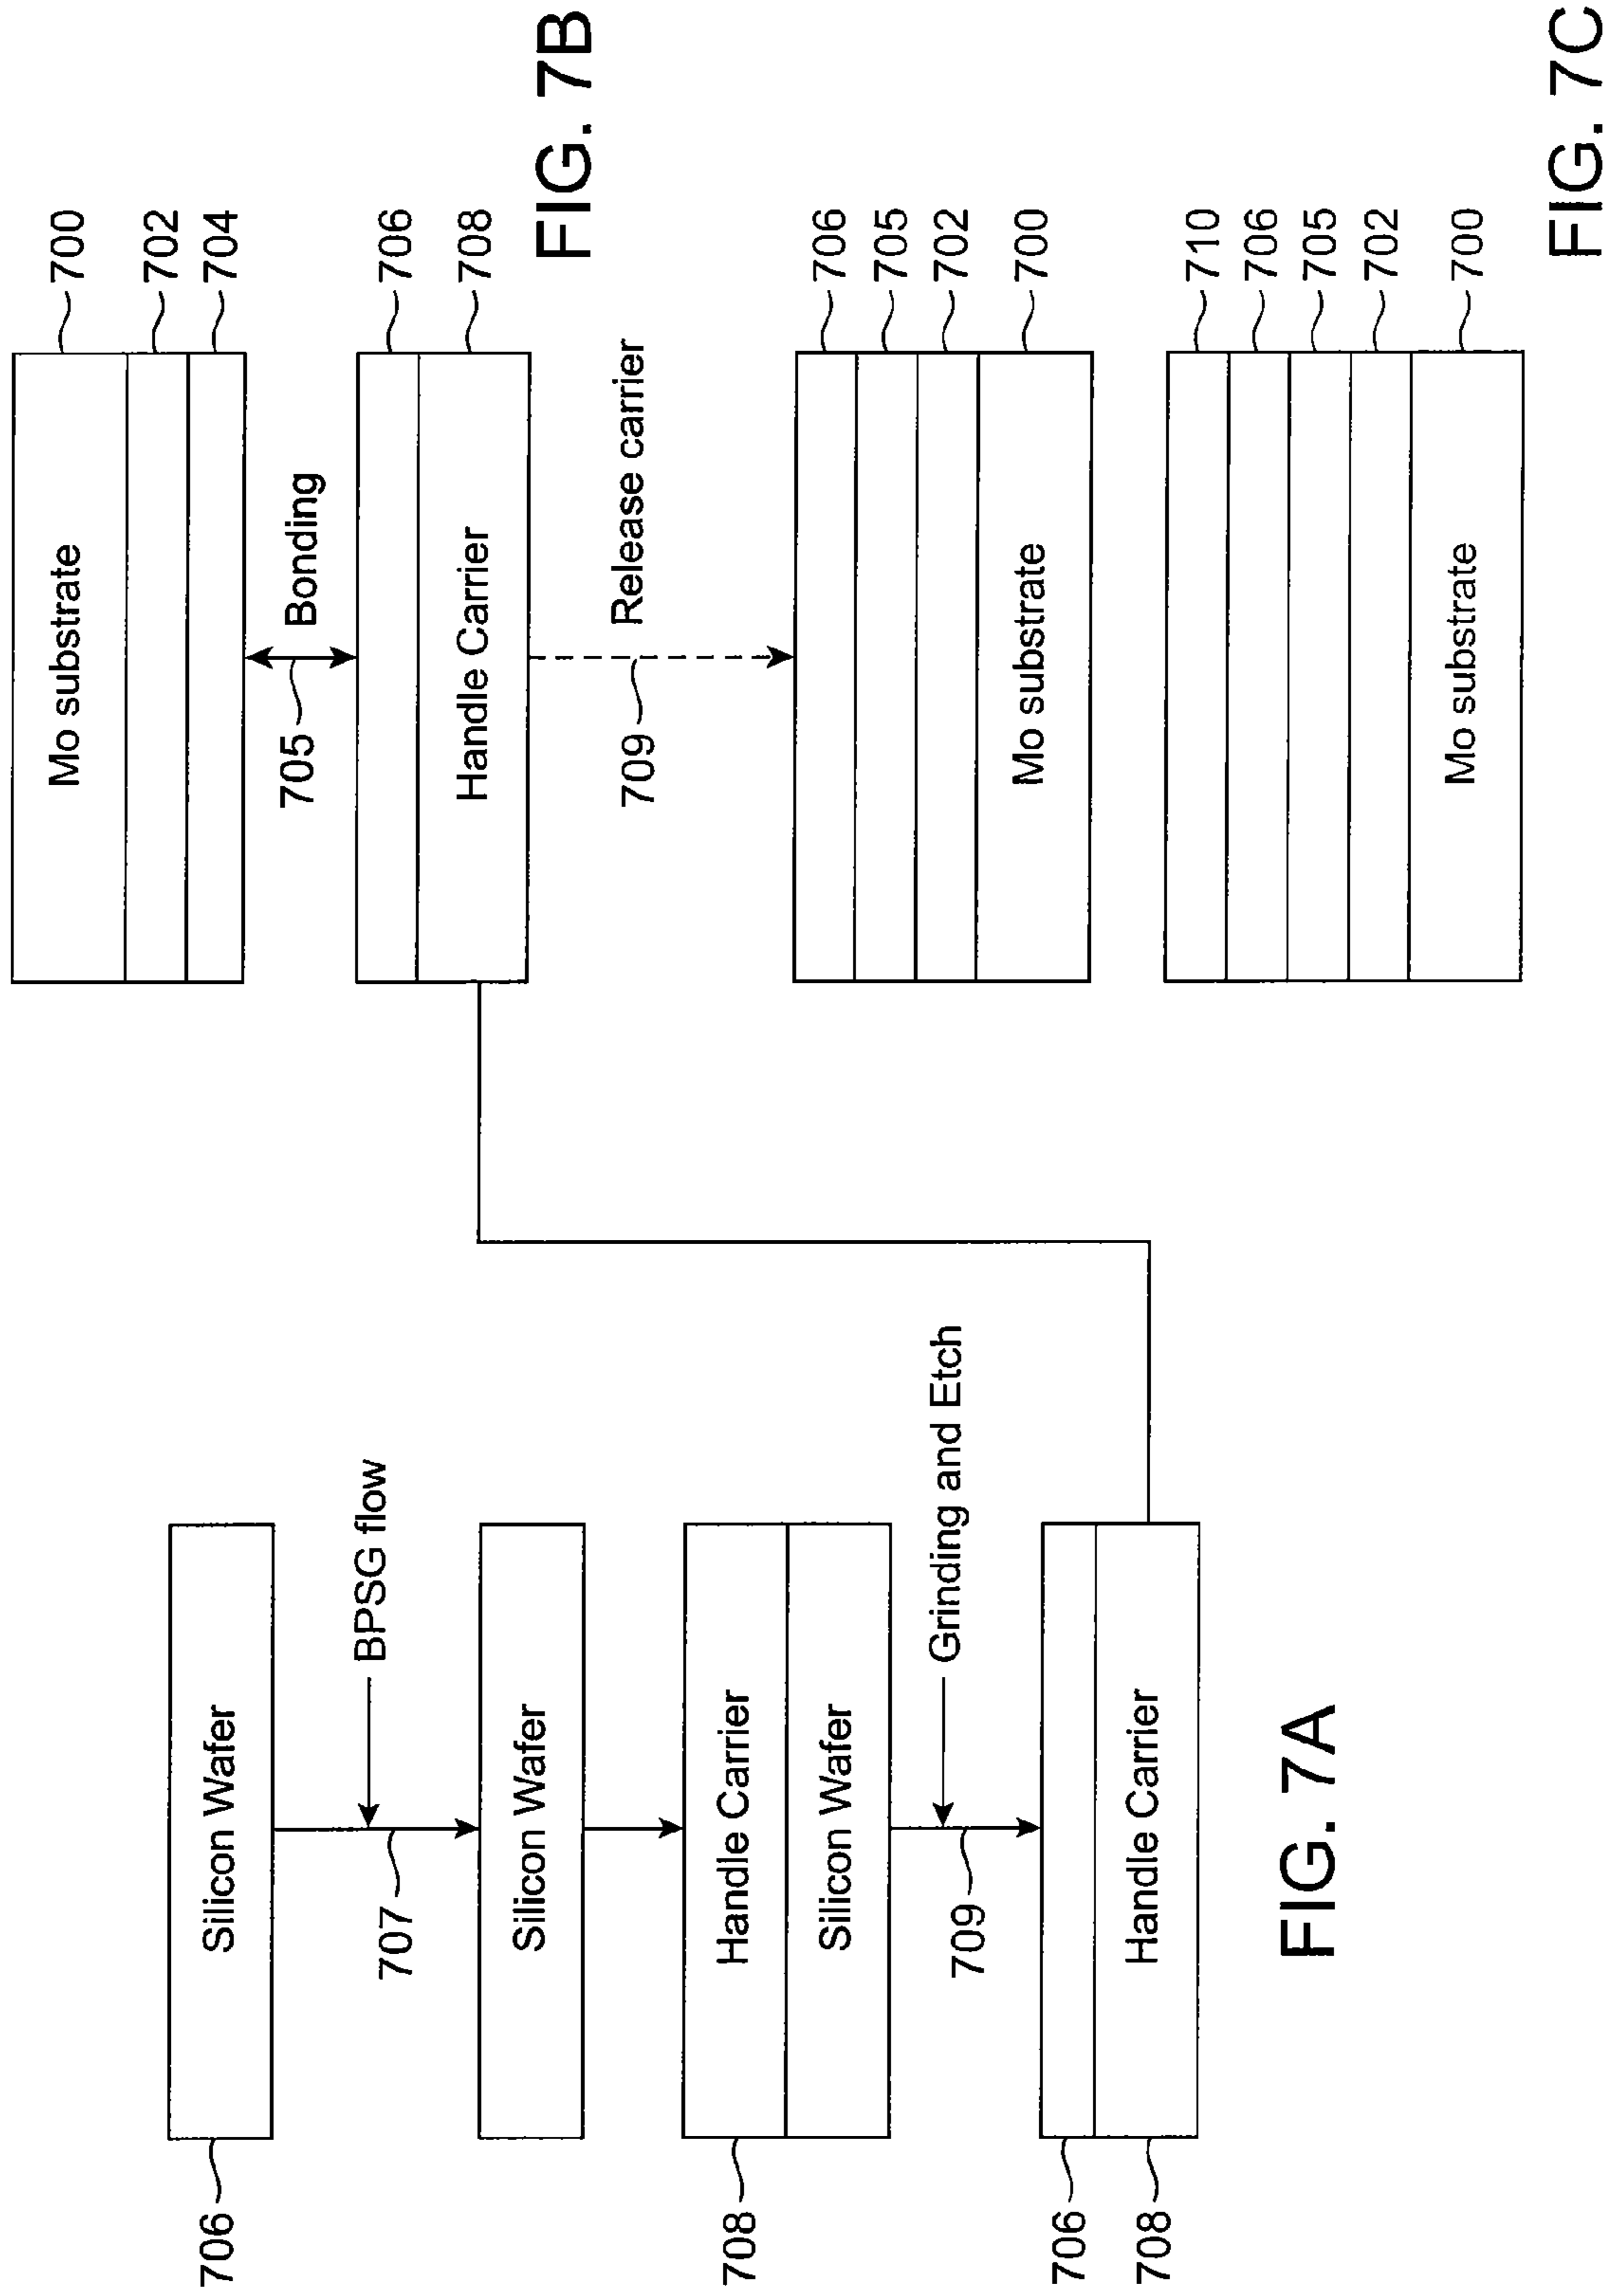 706
Silicon Wafer
BPSG flow
707
Silicon Wafer
708
Handle Carrier
Silicon Wafer
Grinding and Etch
709
706
708
Handle Carrier
FIG. 7A
Mo substrate
700
702
704
Bonding
705
706
Handle Carrier
708
FIG. 7B
Release carrier
709
706
705
702
Mo substrate
700
710
706
705
702
Mo substrate
700
FIG. 7C